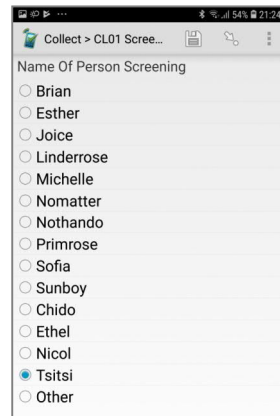 54% 21:24
Collect > CL01 Scree...
Name Of Person Screening
Brian
Esther
Joice
Linderrose
Michelle
Nomatter
Nothando
Primrose
Sofia
Sunboy
Chido
Ethel
Nicol
Tsitsi
Other